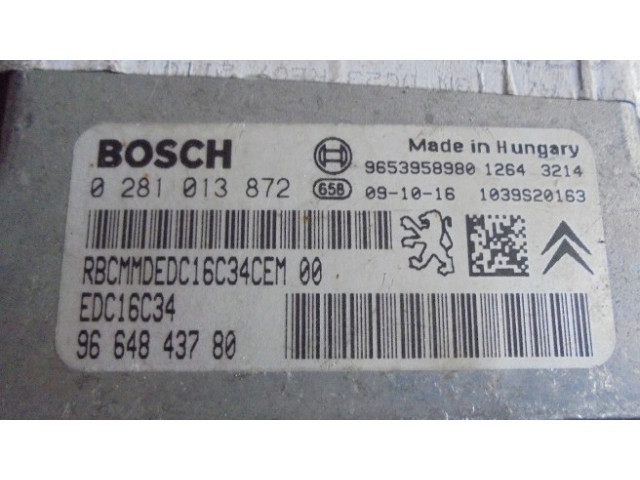 BOSCH
Made in Hungary
9653958980 1264 3214
0 281 013 872
658
09-10-16 1039S20163
RBCMMDEDC16C34CEM 00
EDC16C34
96 648 437 80